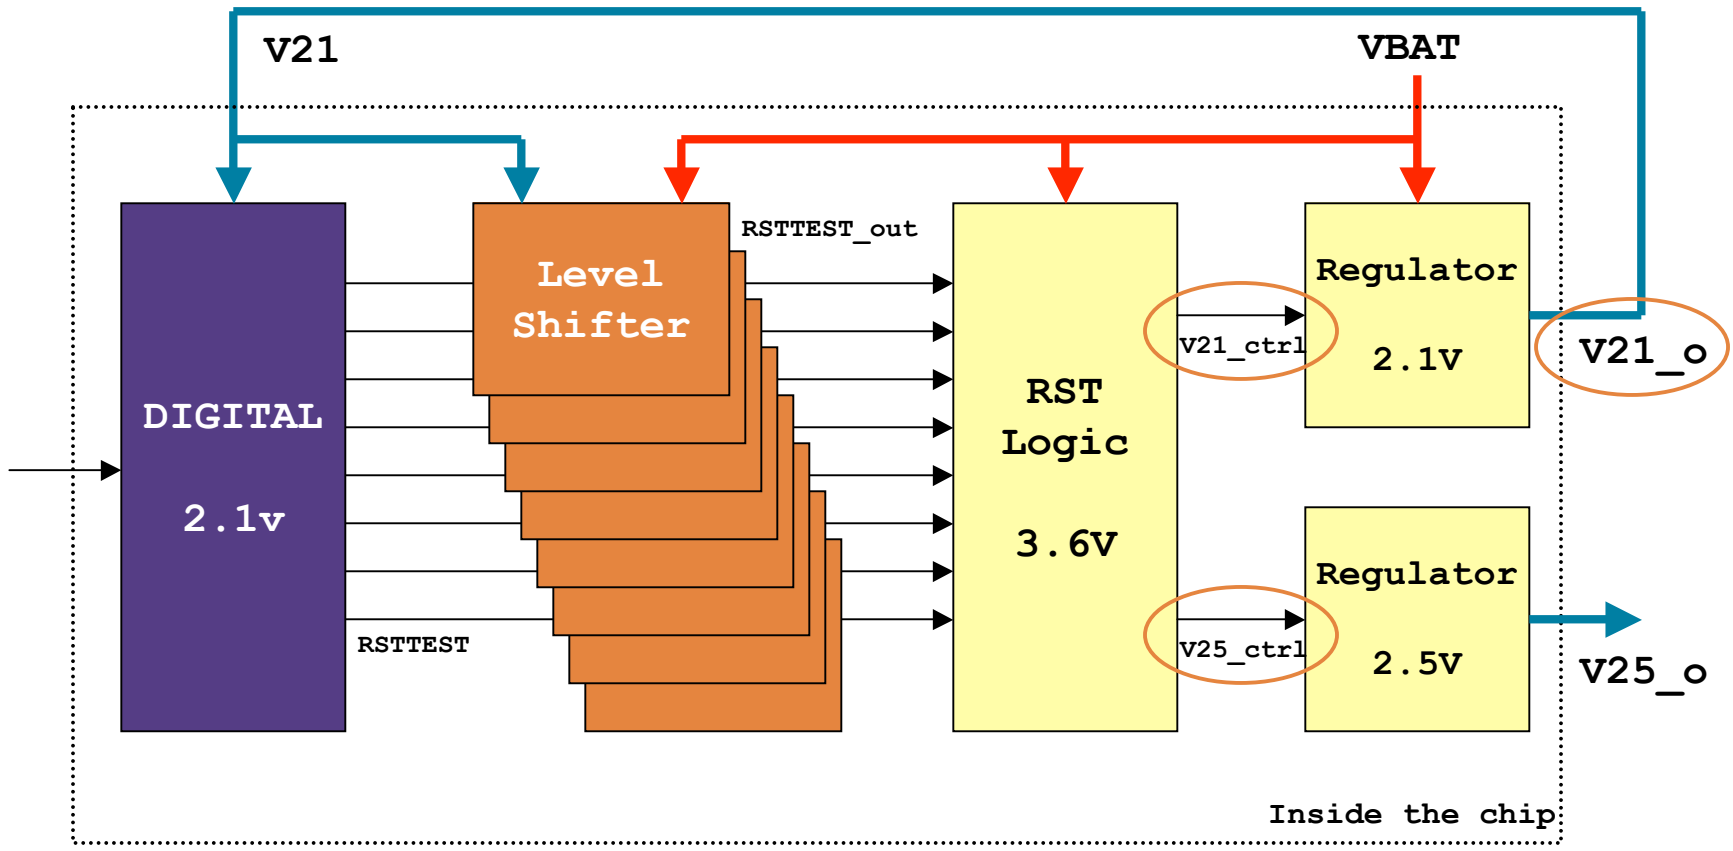 V21
VBAT
RSTTEST_out
Level
Shifter
Regulator
2.1V
V21_ctrl
V21_o
DIGITAL
2.1v
RST
Logic
3.6V
Regulator
2.5V
V25_ctrl
V25_o
RSTTEST
Inside the chip